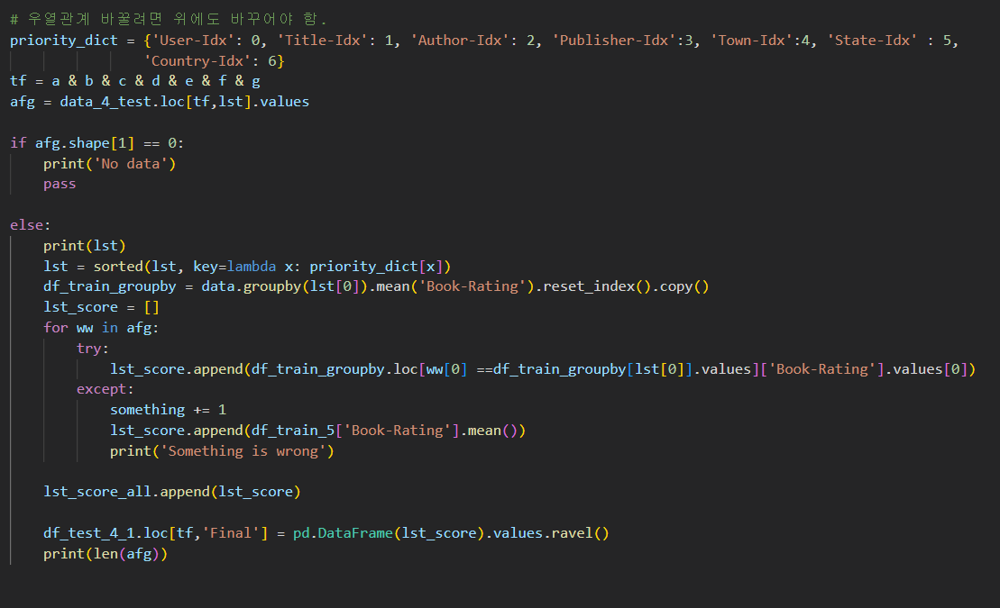 # 우열관계 바꿀려면 위에도 바꾸어야 함.
priority_dict = {'User-Idx': 0, 'Title-Idx': 1, 'Author-Idx': 2, 'Publisher-Idx':3, 'Town-Idx':4, 'State-Idx' : 5,
                'Country-Idx': 6}
tf = a & b & c & d & e & f & g
afg = data_4_test.loc[tf,lst].values

if afg.shape[1] == 0:
    print('No data')
    pass

else:
    print(lst)
    lst = sorted(lst, key=lambda x: priority_dict[x])
    df_train_groupby = data.groupby(lst[0]).mean('Book-Rating').reset_index().copy()
    lst_score = []
    for ww in afg:
        try:
            lst_score.append(df_train_groupby.loc[ww[0] ==df_train_groupby[lst[0]].values]['Book-Rating'].values[0])
        except:
            something += 1
            lst_score.append(df_train_5['Book-Rating'].mean())
            print('Something is wrong')

    lst_score_all.append(lst_score)

    df_test_4_1.loc[tf,'Final'] = pd.DataFrame(lst_score).values.ravel()
    print(len(afg))